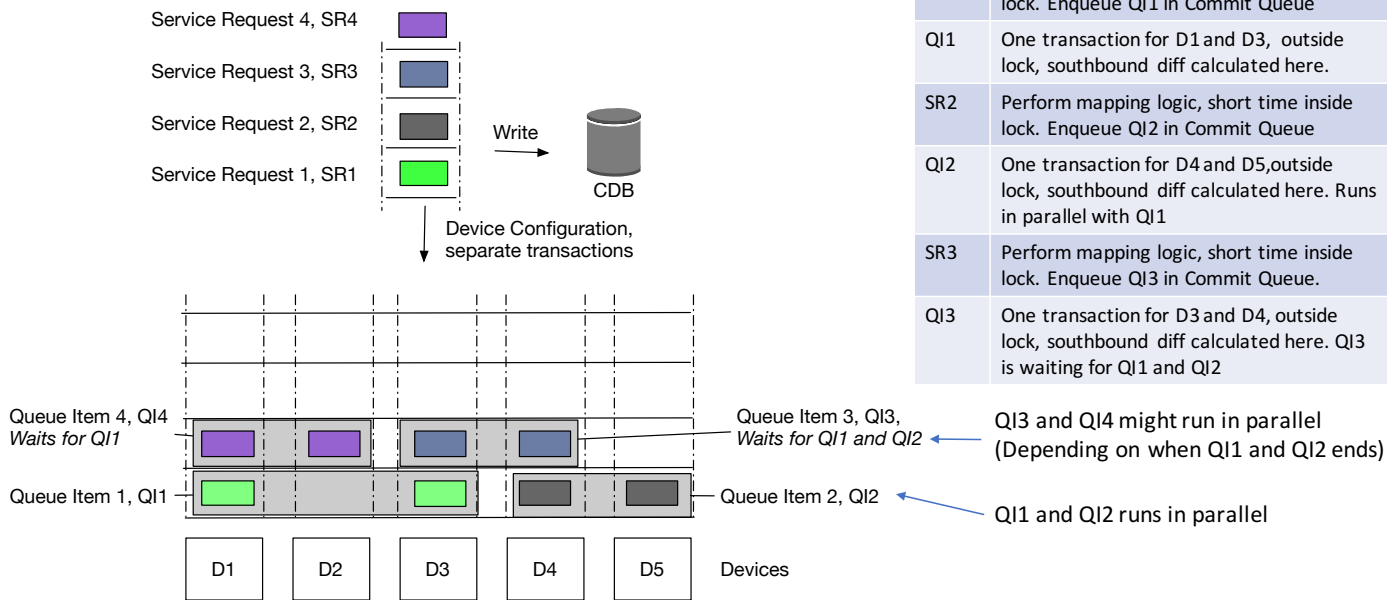 Service Request 4, SR4
Service Request 3, SR3
Service Request 2, SR2
Service Request 1, SR1
Write
CDB
Device Configuration,
separate transactions
Queue Item 4, QI4
Waits for QI1
Queue Item 1, QI1
Queue Item 3, QI3,
Waits for QI1 and QI2
Queue Item 2, QI2
D1
D2
D3
D4
D5
Devices
lock. Enqueue QI1 in Commit Queue
QI1
One transaction for D1 and D3, outside
lock, southbound diff calculated here.
SR2
Perform mapping logic, short time inside
lock. Enqueue QI2 in Commit Queue
QI2
One transaction for D4 and D5,outside
lock, southbound diff calculated here. Runs
in parallel with QI1
SR3
Perform mapping logic, short time inside
lock. Enqueue QI3 in Commit Queue.
QI3
One transaction for D3 and D4, outside
lock, southbound diff calculated here. QI3
is waiting for QI1 and QI2
QI3 and QI4 might run in parallel
(Depending on when QI1 and QI2 ends)
QI1 and QI2 runs in parallel